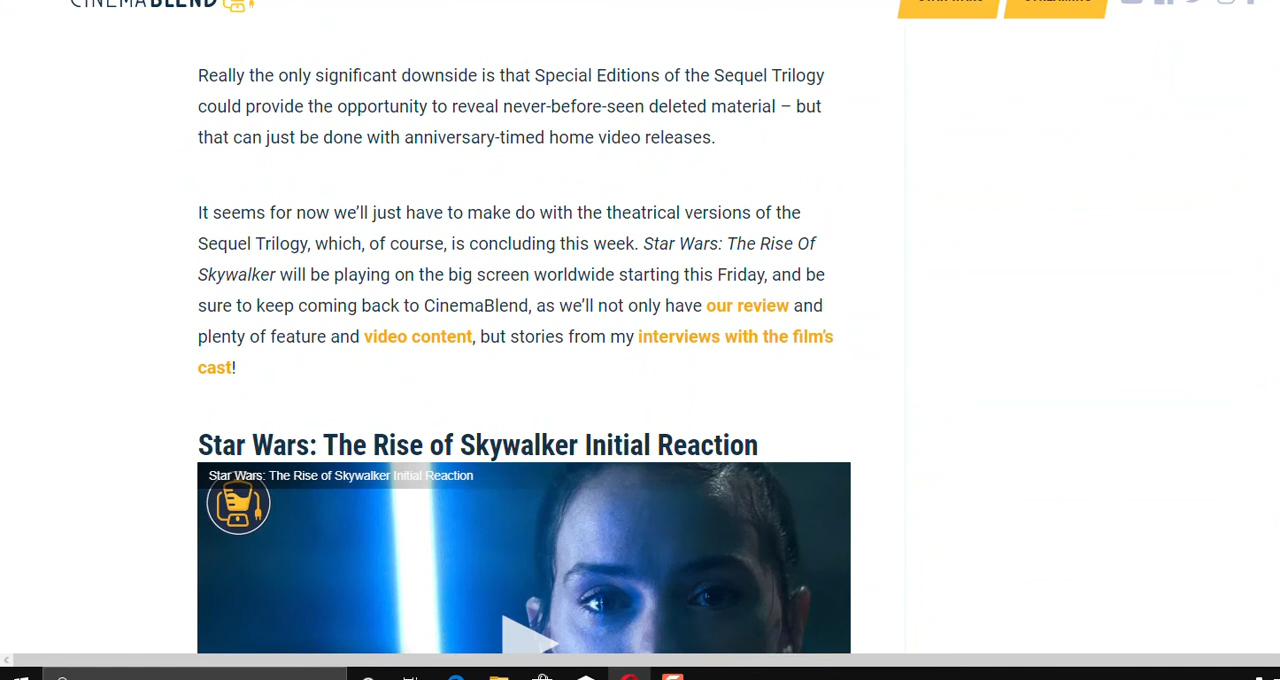 CINEMABLEND
STAR WARS STREAMING
Really the only significant downside is that Special Editions of the Sequel Trilogy
could provide the opportunity to reveal never-before-seen deleted material – but
that can just be done with anniversary-timed home video releases.
It seems for now we’ll just have to make do with the theatrical versions of the
Sequel Trilogy, which, of course, is concluding this week. Star Wars: The Rise Of
Skywalker will be playing on the big screen worldwide starting this Friday, and be
sure to keep coming back to CinemaBlend, as we’ll not only have our review and
plenty of feature and video content, but stories from my interviews with the film’s
cast!
Star Wars: The Rise of Skywalker Initial Reaction
Star Wars: The Rise of Skywalker Initial Reaction